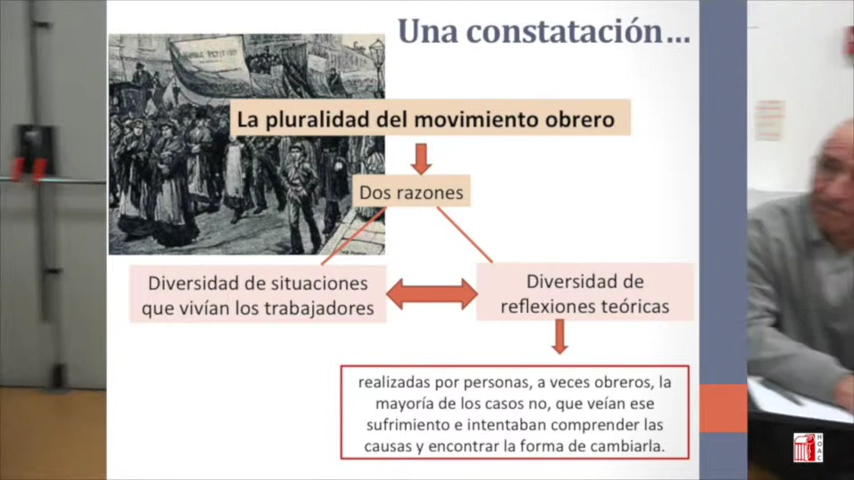 Una constatación...
La pluralidad del movimiento obrero
Dos razones
Diversidad de situaciones
que vivían los trabajadores
Diversidad de
reflexiones teóricas
realizadas por personas, a veces obreros, la
mayoría de los casos no, que veían ese
sufrimiento e intentaban comprender las
causas y encontrar la forma de cambiarla.
HOAC